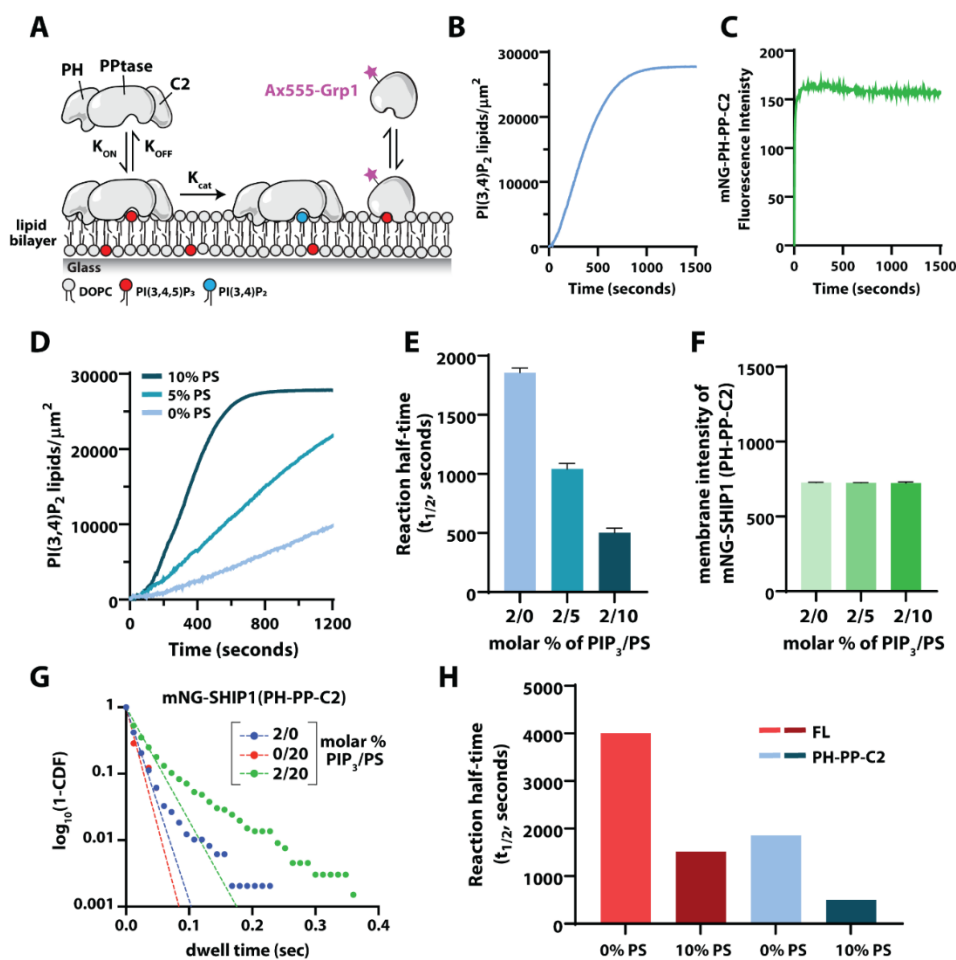 A
PH
PPtase
C2
Ax555-Grp1
K_ON
K_OFF
K_cat
lipid
bilayer
Glass
DOPC
PI(3,4,5)P₃
PI(3,4)P₂
B
PI(3,4)P₂ lipids/μm²
30000
20000
10000
0
0
500
1000
1500
Time (seconds)
C
mNG-PH-PP-C2
Fluorescence Intenisty
200
150
100
50
0
0
500
1000
1500
Time (seconds)
D
PI(3,4)P₂ lipids/μm²
30000
20000
10000
0
10% PS
5% PS
0% PS
0
400
800
1200
Time (seconds)
E
Reaction half-time
(t₁/₂, seconds)
2000
1500
1000
500
0
2/0
2/5
2/10
molar % of PIP₃/PS
F
membrane intensity of
mNG-SHIP1 (PH-PP-C2)
1500
1000
500
0
2/0
2/5
2/10
molar % of PIP₃/PS
G
mNG-SHIP1(PH-PP-C2)
log₁₀(1-CDF)
1
0.1
0.01
0.001
2/0
0/20
2/20
molar %
PIP₃/PS
0.0
0.1
0.2
0.3
0.4
dwell time (sec)
H
Reaction half-time
(t₁/₂, seconds)
5000
4000
3000
2000
1000
0
FL
PH-PP-C2
0% PS
10% PS
0% PS
10% PS